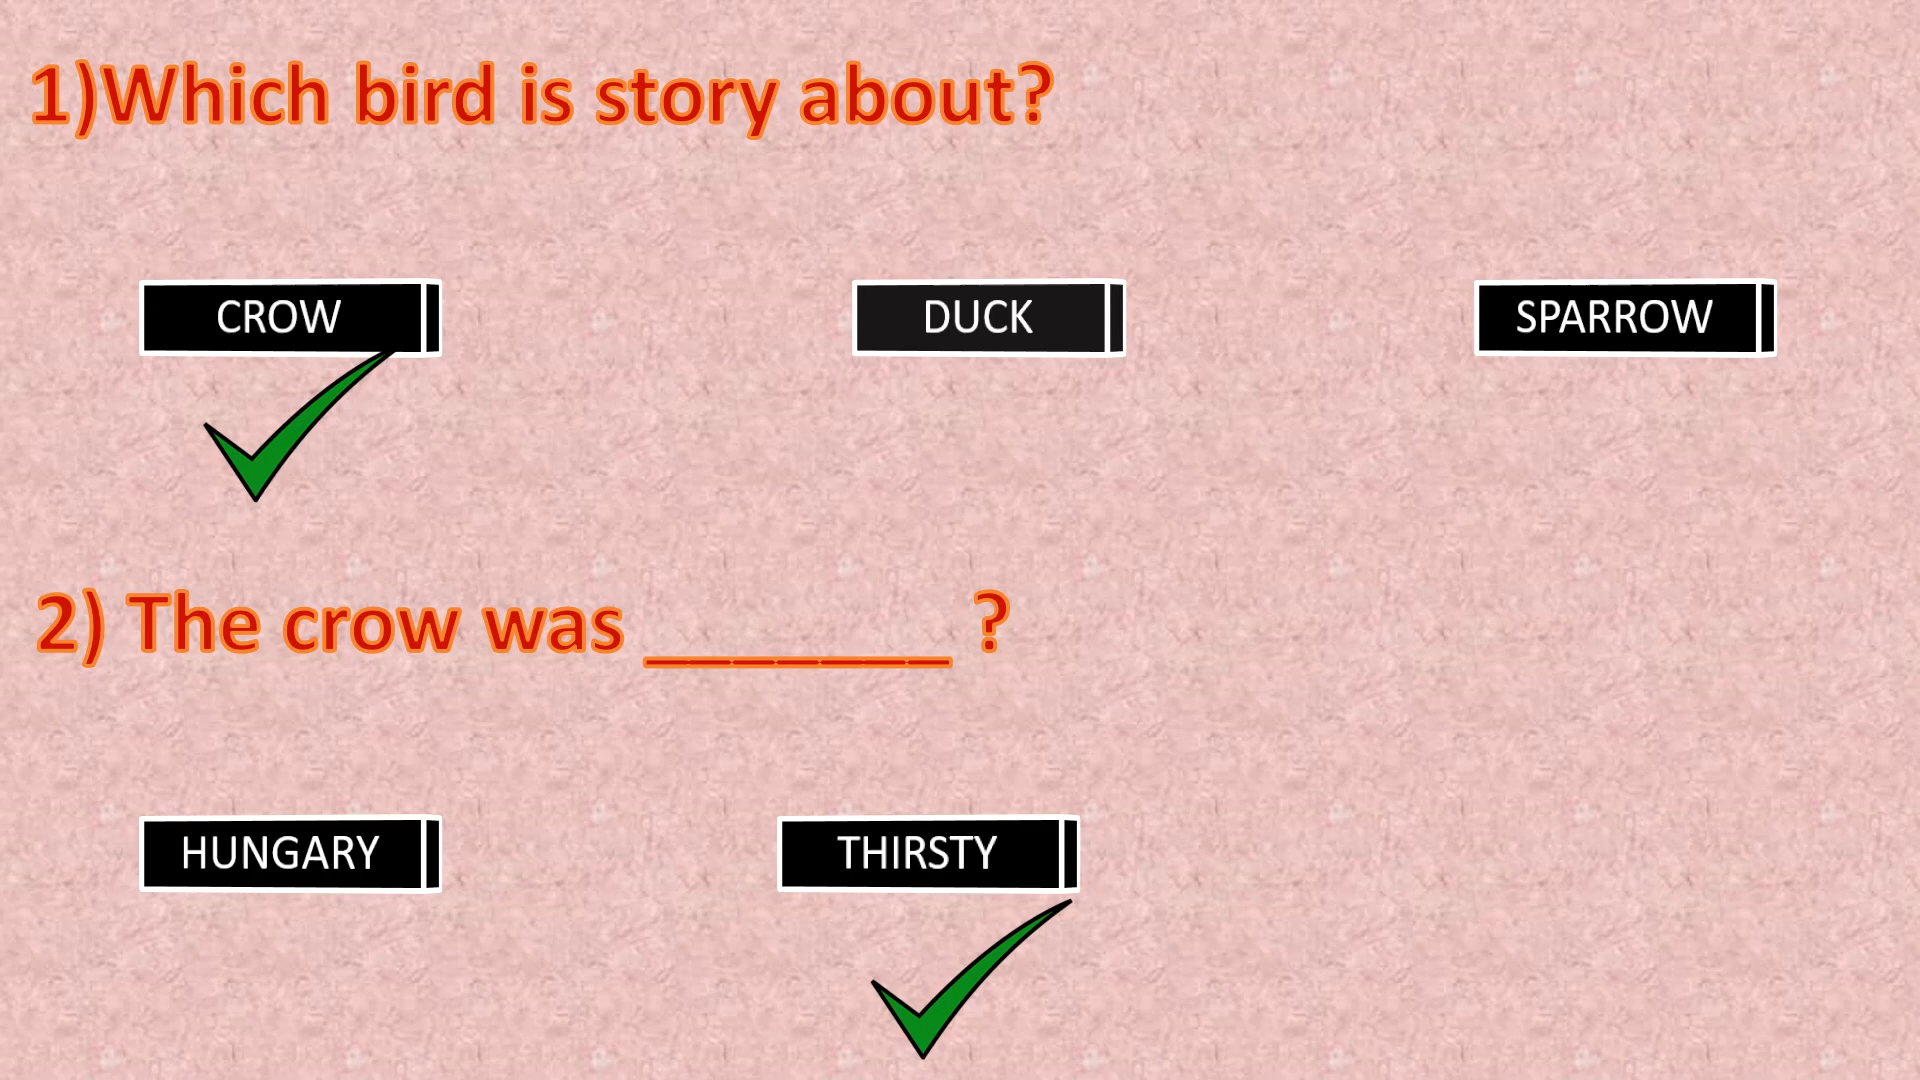 1)Which bird is story about?
CROW DUCK SPARROW
2) The crow was _______ ?
HUNGARY THIRSTY